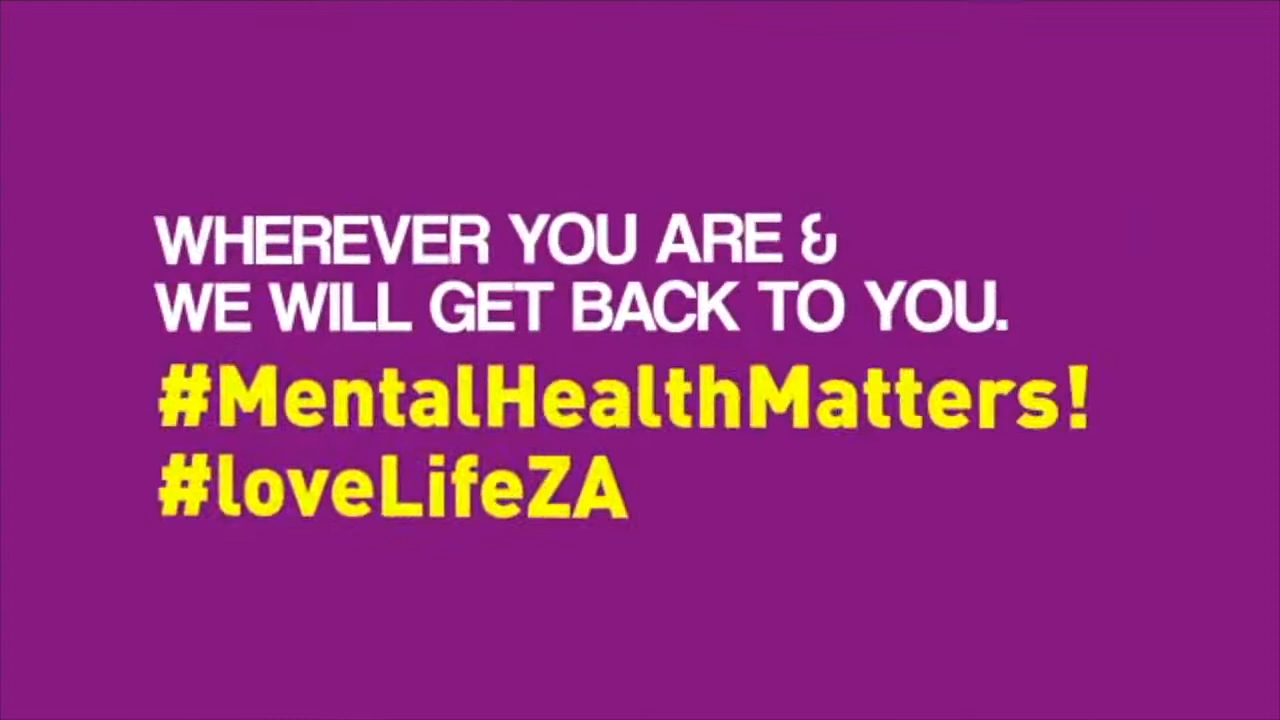 WHEREVER YOU ARE &
WE WILL GET BACK TO YOU.
#MentalHealthMatters!
#loveLifeZA